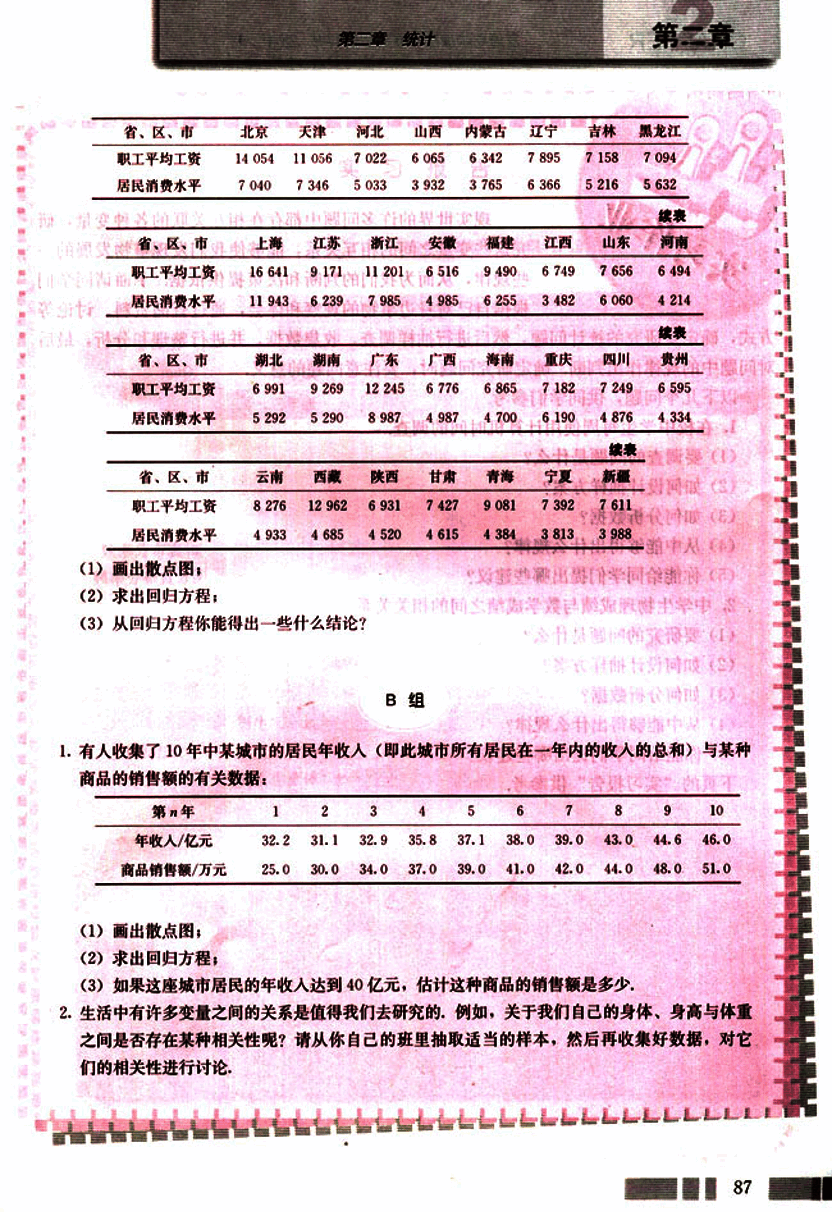 第二章 统计
第二章
省、区、市 北京 天津 河北 山西 内蒙古 辽宁 吉林 黑龙江
职工平均工资 14 054 11 056 7 022 6 065 6 342 7 895 7 158 7 094
居民消费水平 7 040 7 346 5 033 3 932 3 765 6 366 5 216 5 632
续表
省、区、市 上海 江苏 浙江 安徽 福建 江西 山东 河南
职工平均工资 16 641 9 171 11 201 6 516 9 490 6 749 7 656 6 494
居民消费水平 11 943 6 239 7 985 4 985 6 255 3 482 6 060 4 214
续表
省、区、市 湖北 湖南 广东 广西 海南 重庆 四川 贵州
职工平均工资 6 991 9 269 12 245 6 776 6 865 7 182 7 249 6 595
居民消费水平 5 292 5 290 8 987 4 987 4 700 6 190 4 876 4 334
续表
省、区、市 云南 西藏 陕西 甘肃 青海 宁夏 新疆
职工平均工资 8 276 12 962 6 931 7 427 9 081 7 392 7 611
居民消费水平 4 933 4 685 4 520 4 615 4 384 3 813 3 988
(1) 画出散点图;
(2) 求出回归方程;
(3) 从回归方程你能得出一些什么结论?
B 组
1. 有人收集了 10 年中某城市的居民年收入(即此城市所有居民在一年内的收入的总和)与某种
商品的销售额的有关数据:
第 n 年 1 2 3 4 5 6 7 8 9 10
年收入/亿元 32.2 31.1 32.9 35.8 37.1 38.0 39.0 43.0 44.6 46.0
商品销售额/万元 25.0 30.0 34.0 37.0 39.0 41.0 42.0 44.0 48.0 51.0
(1) 画出散点图;
(2) 求出回归方程;
(3) 如果这座城市居民的年收入达到 40 亿元,估计这种商品的销售额是多少.
2. 生活中有许多变量之间的关系是值得我们去研究的. 例如,关于我们自己的身体、身高与体重
之间是否存在某种相关性呢? 请从你自己的班里抽取适当的样本,然后再收集好数据,对它
们的相关性进行讨论.
87